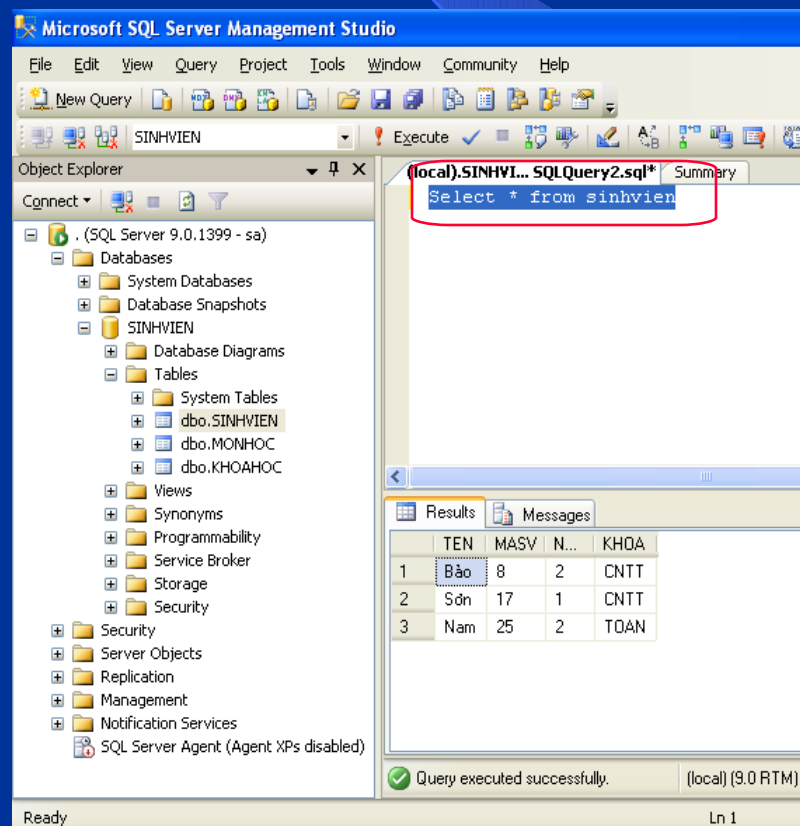 Microsoft SQL Server Management Studio
File Edit View Query Project Tools Window Community Help
New Query
SINHVIEN Execute
Object Explorer
Connect
. (SQL Server 9.0.1399 - sa)
Databases
System Databases
Database Snapshots
SINHVIEN
Database Diagrams
Tables
System Tables
dbo.SINHVIEN
dbo.MONHOC
dbo.KHOAHOC
Views
Synonyms
Programmability
Service Broker
Storage
Security
Security
Server Objects
Replication
Management
Notification Services
SQL Server Agent (Agent XPs disabled)
(local).SINHVI... SQLQuery2.sql* Summary
Select * from sinhvien
Results Messages
TEN MASV N... KHOA
1 Bảo 8 2 CNTT
2 Sơn 17 1 CNTT
3 Nam 25 2 TOAN
Query executed successfully. (local) (9.0 RTM)
Ready Ln 1